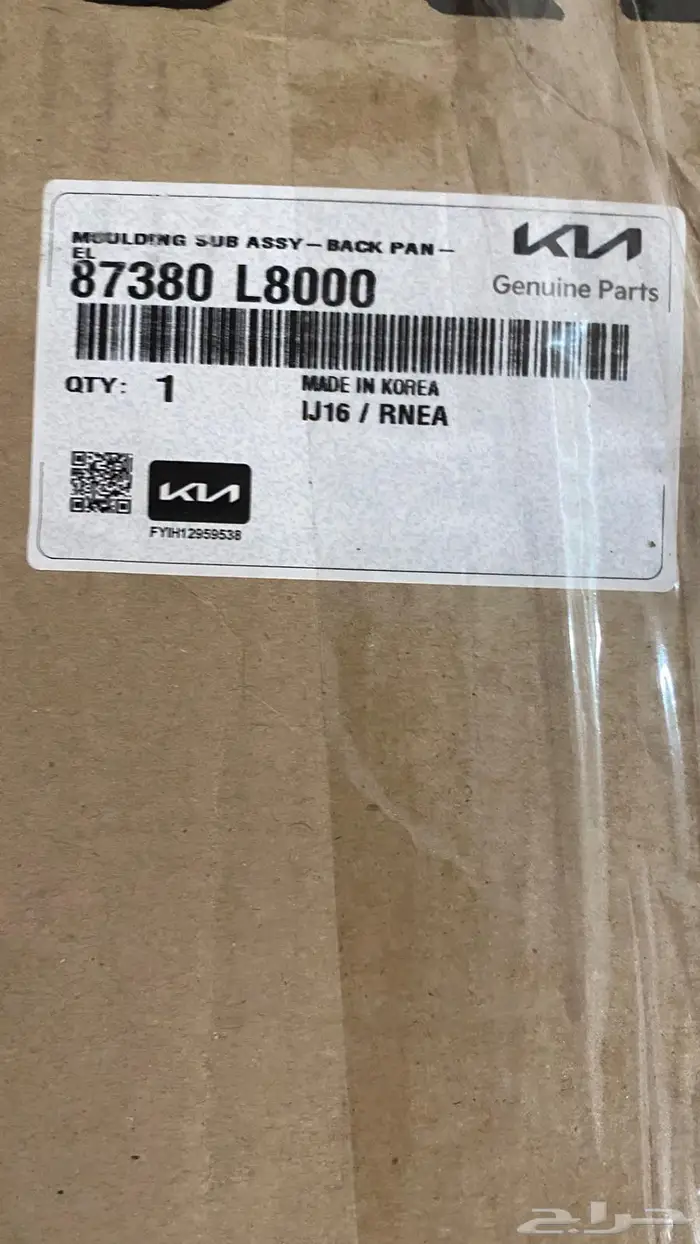 MOULDING SUB ASSY-BACK PAN-
EL
KIA
Genuine Parts
87380 L8000
QTY: 1
MADE IN KOREA
IJ16 / RNEA
KIA
FYIH12959538
حراج